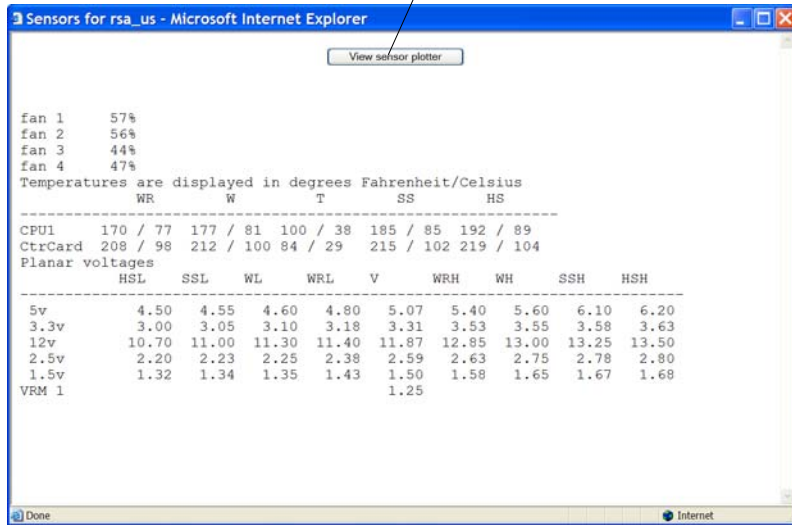 Sensors for rsa_us - Microsoft Internet Explorer
View sensor plotter
fan 1 57%
fan 2 56%
fan 3 44%
fan 4 47%
Temperatures are displayed in degrees Fahrenheit/Celsius
WR W T SS HS
------------------------------------------------------------
CPU1 170 / 77 177 / 81 100 / 38 185 / 85 192 / 89
CtrCard 208 / 98 212 / 100 84 / 29 215 / 102 219 / 104
Planar voltages
HSL SSL WL WRL V WRH WH SSH HSH
--------------------------------------------------------------------------
5v 4.50 4.55 4.60 4.80 5.07 5.40 5.60 6.10 6.20
3.3v 3.00 3.05 3.10 3.18 3.31 3.53 3.55 3.58 3.63
12v 10.70 11.00 11.30 11.40 11.87 12.85 13.00 13.25 13.50
2.5v 2.20 2.23 2.25 2.38 2.59 2.63 2.75 2.78 2.80
1.5v 1.32 1.34 1.35 1.43 1.50 1.58 1.65 1.67 1.68
VRM 1 1.25
Done Internet